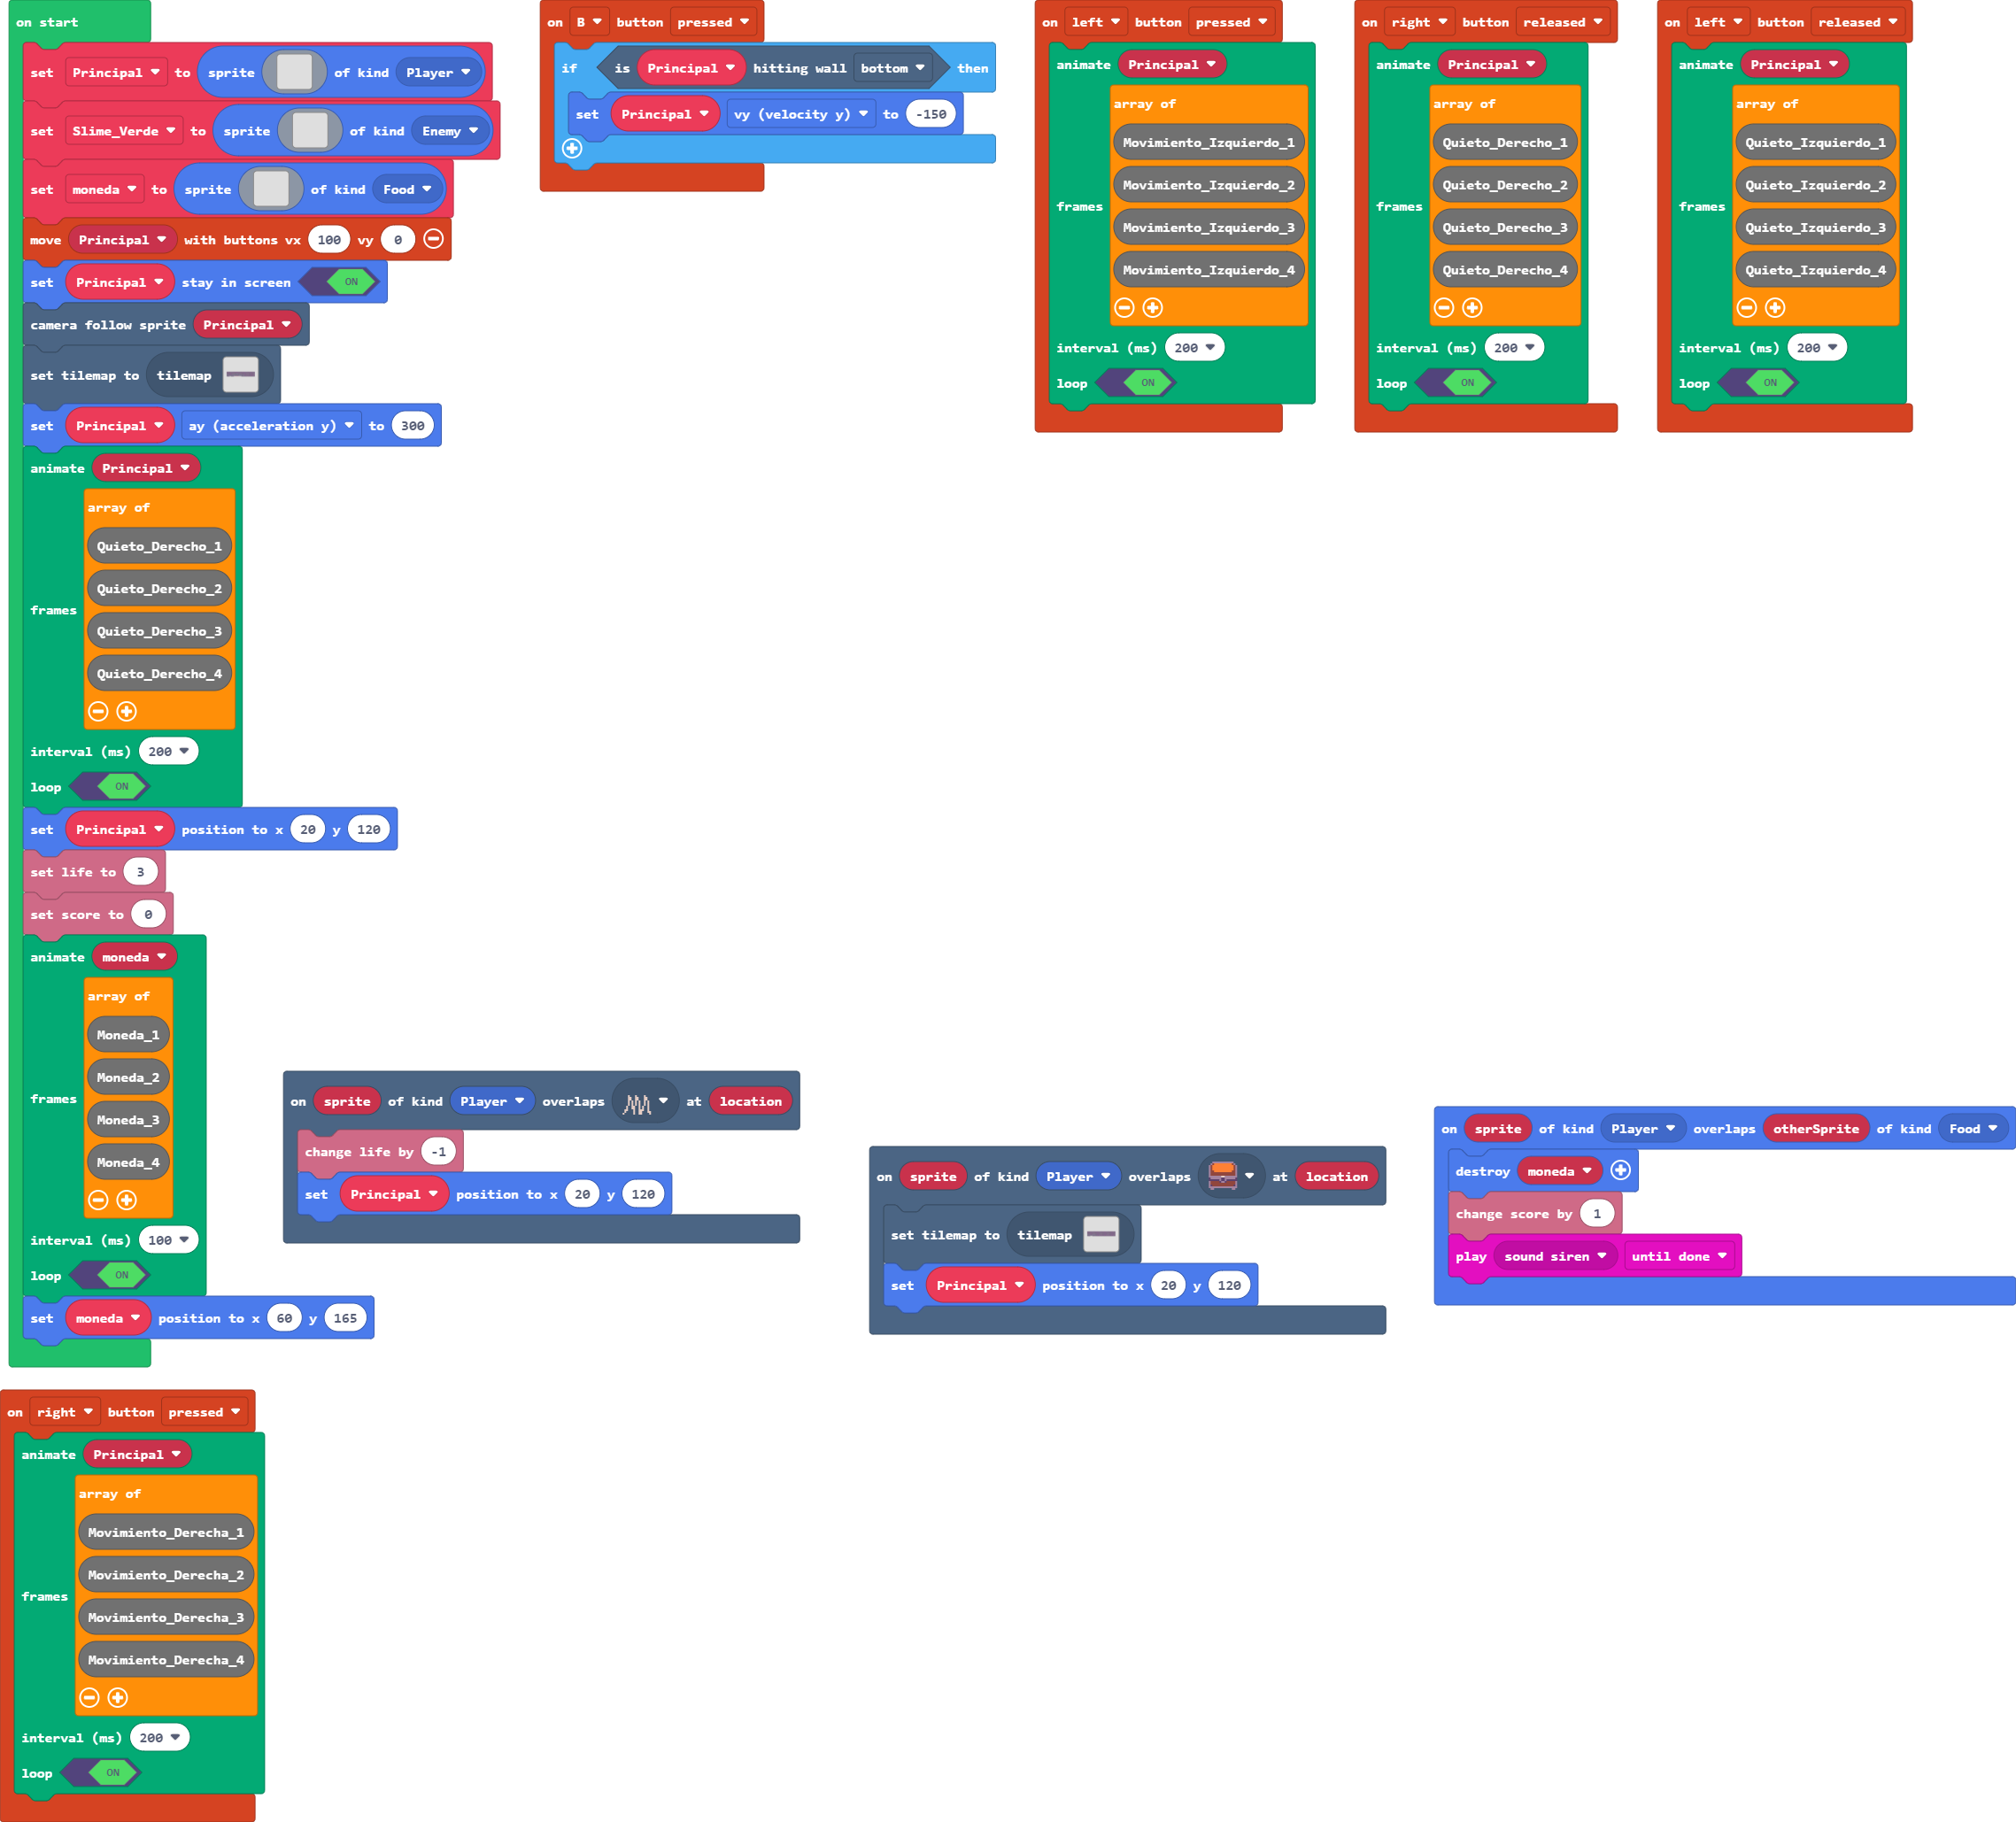 on start
set Principal to sprite of kind Player
set Slime_Verde to sprite of kind Enemy
set moneda to sprite of kind Food
move Principal with buttons vx 100 vy 0
set Principal stay in screen ON
camera follow sprite Principal
set tilemap to tilemap
set Principal ay (acceleration y) to 300
animate Principal
array of
Quieto_Derecho_1
Quieto_Derecho_2
frames
Quieto_Derecho_3
Quieto_Derecho_4
interval (ms) 200
loop ON
set Principal position to x 20 y 120
set life to 3
set score to 0
animate moneda
array of
Moneda_1
Moneda_2
frames
Moneda_3
Moneda_4
interval (ms) 100
loop ON
set moneda position to x 60 y 165
on B button pressed
if is Principal hitting wall bottom then
set Principal vy (velocity y) to -150
on left button pressed
animate Principal
array of
Movimiento_Izquierdo_1
Movimiento_Izquierdo_2
frames
Movimiento_Izquierdo_3
Movimiento_Izquierdo_4
interval (ms) 200
loop ON
on right button released
animate Principal
array of
Quieto_Derecho_1
Quieto_Derecho_2
frames
Quieto_Derecho_3
Quieto_Derecho_4
interval (ms) 200
loop ON
on left button released
animate Principal
array of
Quieto_Izquierdo_1
Quieto_Izquierdo_2
frames
Quieto_Izquierdo_3
Quieto_Izquierdo_4
interval (ms) 200
loop ON
on sprite of kind Player overlaps at location
change life by -1
set Principal position to x 20 y 120
on sprite of kind Player overlaps at location
set tilemap to tilemap
set Principal position to x 20 y 120
on sprite of kind Player overlaps otherSprite of kind Food
destroy moneda
change score by 1
play sound siren until done
on right button pressed
animate Principal
array of
Movimiento_Derecha_1
Movimiento_Derecha_2
frames
Movimiento_Derecha_3
Movimiento_Derecha_4
interval (ms) 200
loop ON